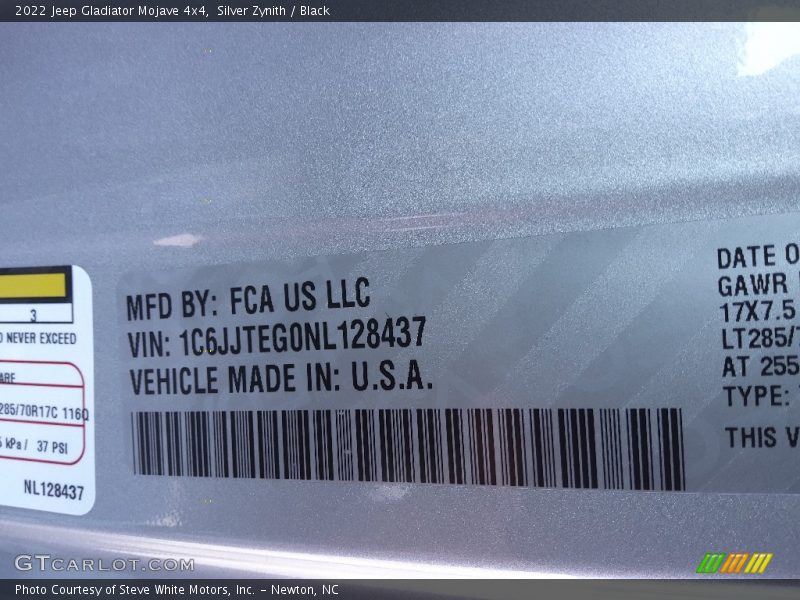 2022 Jeep Gladiator Mojave 4x4, Silver Zynith / Black
MFD BY: FCA US LLC
VIN: 1C6JJTEG0NL128437
VEHICLE MADE IN: U.S.A.
3
NEVER EXCEED
285/70R17C 116Q
kPa / 37 PSI
NL128437
DATE O
GAWR
17X7.5
LT285/
AT 255
TYPE:
THIS V
GTCARLOT.COM
Photo Courtesy of Steve White Motors, Inc. – Newton, NC